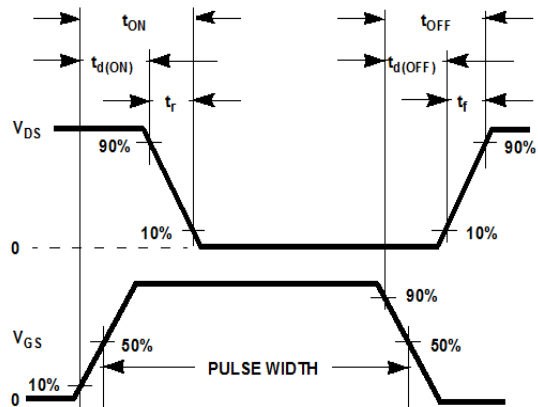 tON tOFF
td(ON) td(OFF)
tr tf
VDS
90% 90%
10% 10%
0
90%
VGS 50% 50%
PULSE WIDTH
10%
0